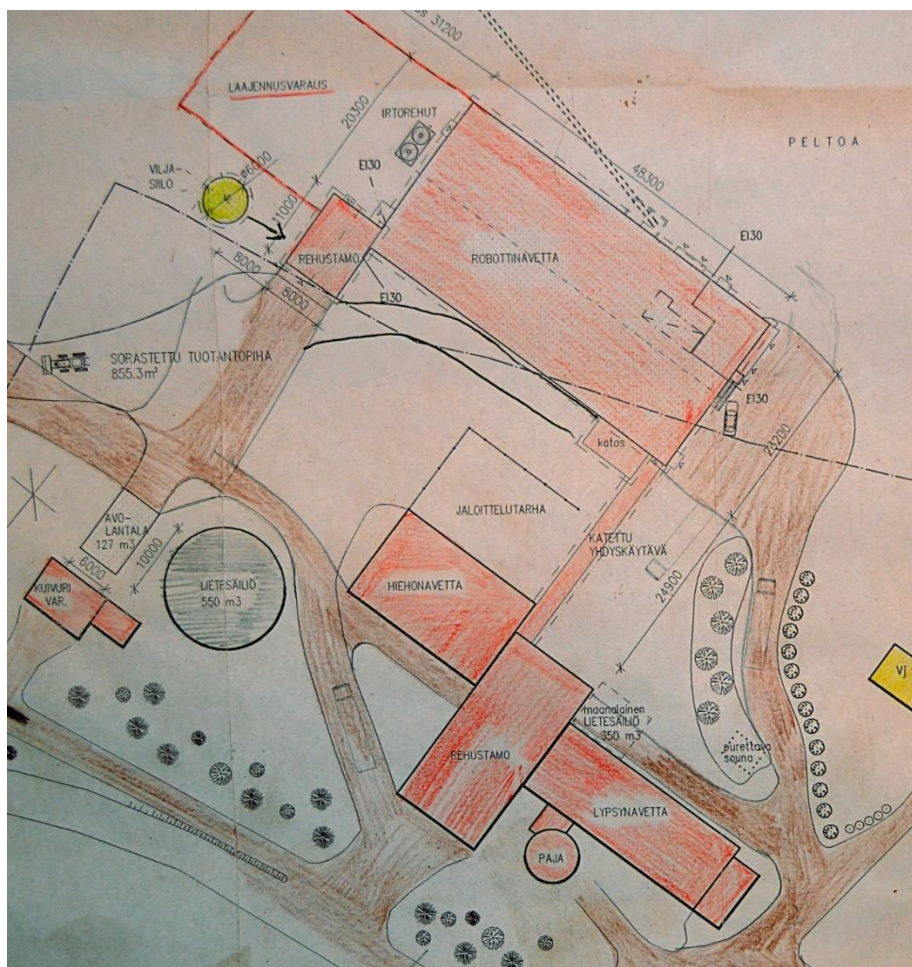 31200
LAAJENNUSVARAUS
20300
IRTOREHUT
PELTOA
EI30
VILJA-
SIILO
ø6000
48300
11000
REHUSTAMO
ROBOTTINAVETTA
EI30
8000
8000
EI30
SORASTETTU TUOTANTOPIHA
855.3m²
EI30
katos
23200
AVO-
LANTALA
127 m3
JALOITTELUTARHA
KATETTU
YHDYSKÄYTÄVÄ
6000
10000
LIETESÄILIÖ
550 m3
HIEHONAVETTA
24900
KUIVURI
VAR.
Vj
maanalainen
LIETESÄILIÖ
350 m3
purettava
sauna
REHUSTAMO
LYPSYNAVETTA
PAJA